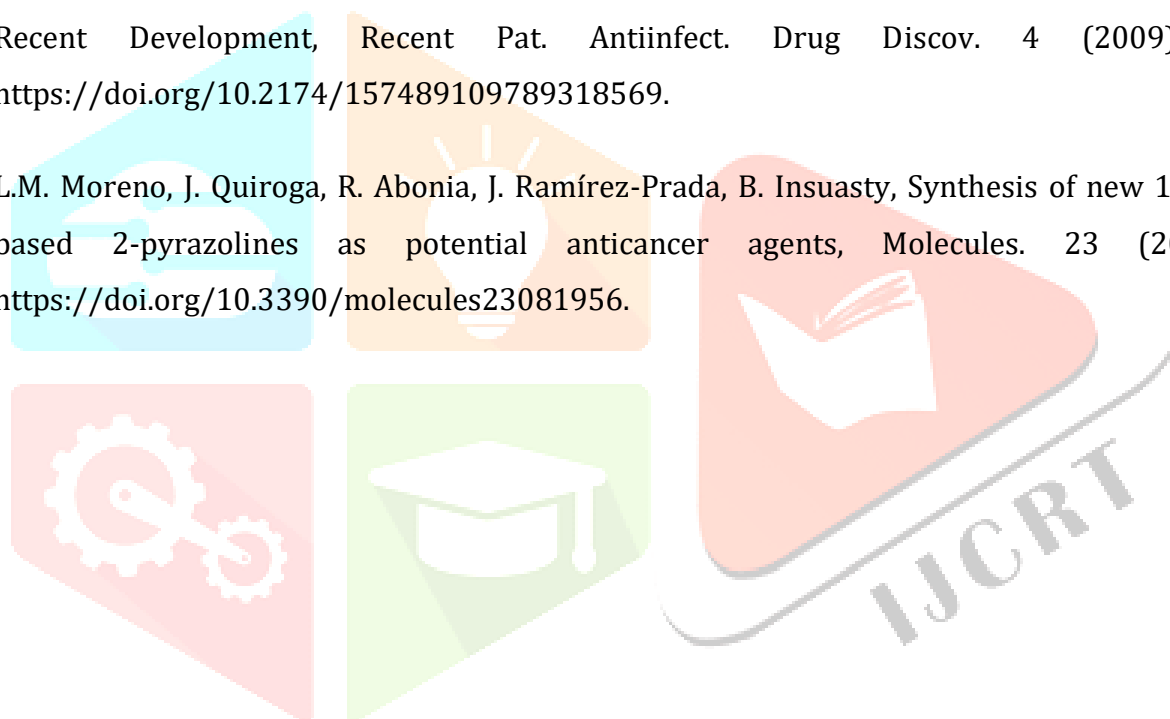 Recent Development, Recent Pat. Antiinfect. Drug Discov. 4 (2009)
https://doi.org/10.2174/157489109789318569.
L.M. Moreno, J. Quiroga, R. Abonia, J. Ramírez-Prada, B. Insuasty, Synthesis of new 1
based 2-pyrazolines as potential anticancer agents, Molecules. 23 (20
https://doi.org/10.3390/molecules23081956.
IJCRT